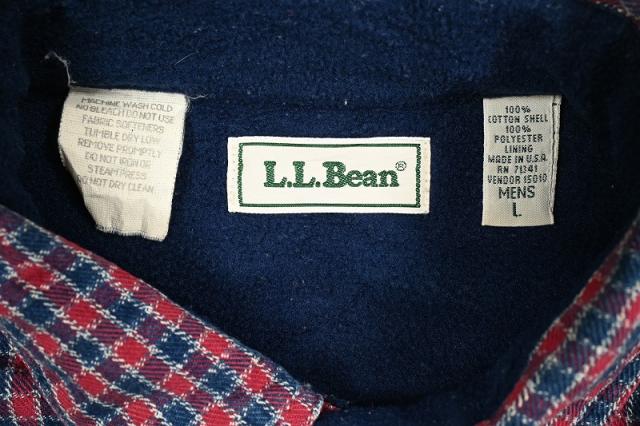 MACHINE WASH COLD
NO BLEACH DO NOT USE
FABRIC SOFTENERS
TUMBLE DRY LOW
REMOVE PROMPTLY
DO NOT IRON OR
STEAM PRESS
DO NOT DRY CLEAN
L.L.Bean®
100%
COTTON SHELL
100%
POLYESTER
LINING
MADE IN U.S.A.
RN 71341
VENDOR 15010
MENS
L